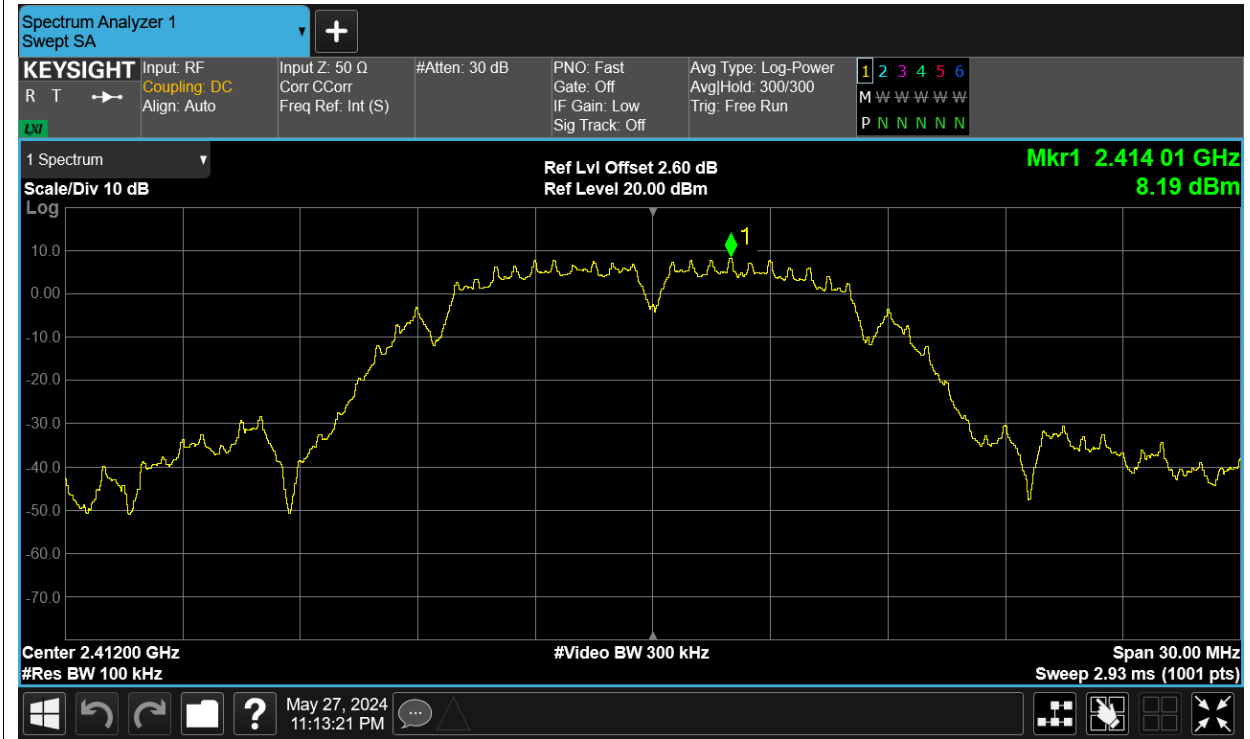 Spectrum Analyzer 1
Swept SA
KEYSIGHT
R T
LXI
Input: RF
Coupling: DC
Align: Auto
Input Z: 50 Ω
Corr CCorr
Freq Ref: Int (S)
#Atten: 30 dB
PNO: Fast
Gate: Off
IF Gain: Low
Sig Track: Off
Avg Type: Log-Power
Avg|Hold: 300/300
Trig: Free Run
1 2 3 4 5 6
M W W W W W
P N N N N N
1 Spectrum
Scale/Div 10 dB
Log
Ref Lvl Offset 2.60 dB
Ref Level 20.00 dBm
Mkr1 2.414 01 GHz
8.19 dBm
1
10.0
0.00
-10.0
-20.0
-30.0
-40.0
-50.0
-60.0
-70.0
Center 2.41200 GHz
#Res BW 100 kHz
#Video BW 300 kHz
Span 30.00 MHz
Sweep 2.93 ms (1001 pts)
?
May 27, 2024
11:13:21 PM